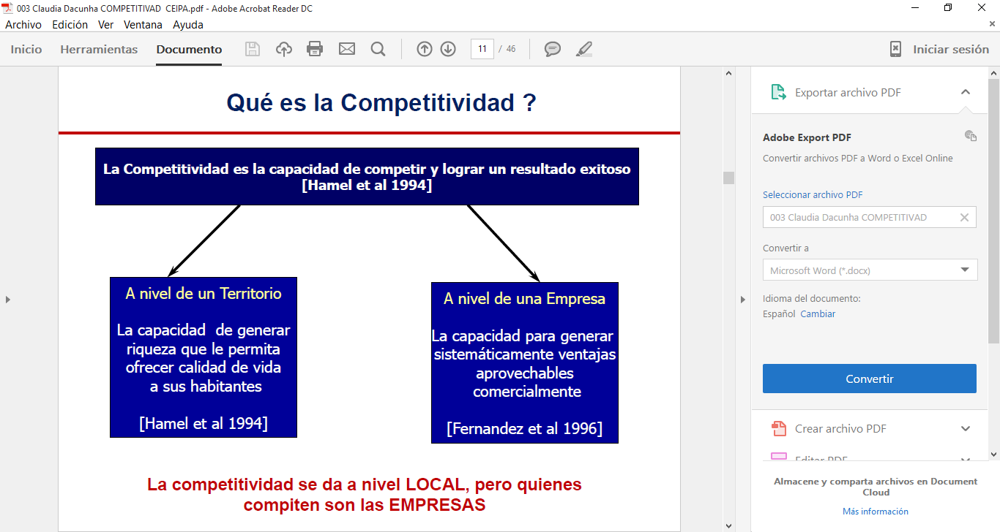 003 Claudia Dacunha COMPETITIVAD  CEIPA.pdf - Adobe Acrobat Reader DC
Archivo Edición Ver Ventana Ayuda
Inicio Herramientas Documento 11 / 46 Iniciar sesión
Qué es la Competitividad ?
La Competitividad es la capacidad de competir y lograr un resultado exitoso
[Hamel et al 1994]
A nivel de un Territorio
La capacidad  de generar
riqueza que le permita
ofrecer calidad de vida
a sus habitantes
[Hamel et al 1994]
A nivel de una Empresa
La capacidad para generar
sistemáticamente ventajas
aprovechables
comercialmente
[Fernandez et al 1996]
La competitividad se da a nivel LOCAL, pero quienes
compiten son las EMPRESAS
Exportar archivo PDF
Adobe Export PDF
Convertir archivos PDF a Word o Excel Online
Seleccionar archivo PDF
003 Claudia Dacunha COMPETITIVAD
Convertir a
Microsoft Word (*.docx)
Idioma del documento:
Español Cambiar
Convertir
Crear archivo PDF
Editar PDF
Almacene y comparta archivos en Document
Cloud
Más información